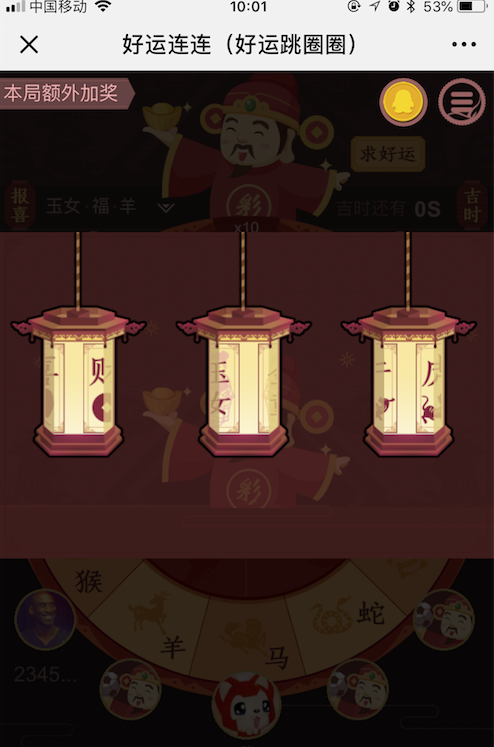 中国移动 10:01 53%
好运连连（好运跳圈圈）
本局额外加奖
求好运
报喜
玉女·福·羊
吉时还有 0S
吉时
彩
x10
财
玉女
虎
彩
猴
羊
马
蛇
2345...